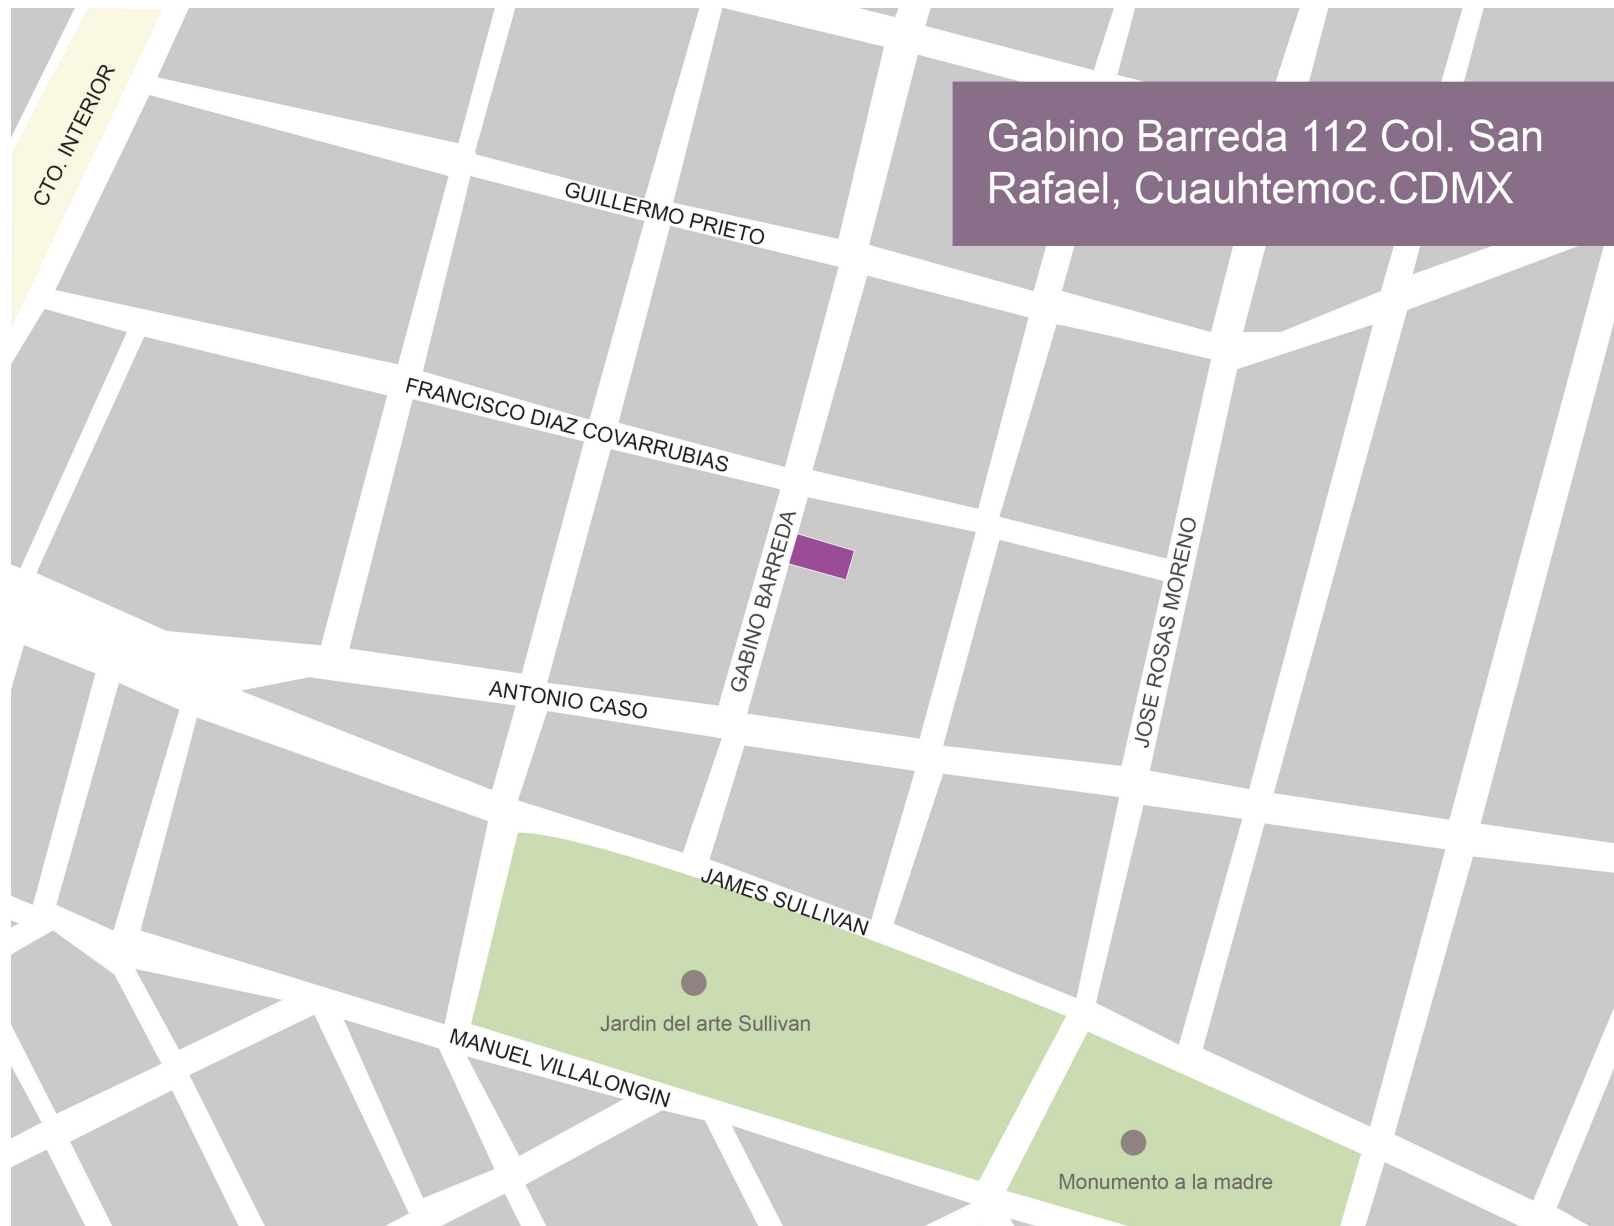 CTO. INTERIOR
Gabino Barreda 112 Col. San
Rafael, Cuauhtemoc.CDMX
GUILLERMO PRIETO
FRANCISCO DIAZ COVARRUBIAS
GABINO BARREDA
JOSE ROSAS MORENO
ANTONIO CASO
JAMES SULLIVAN
Jardin del arte Sullivan
MANUEL VILLALONGIN
Monumento a la madre